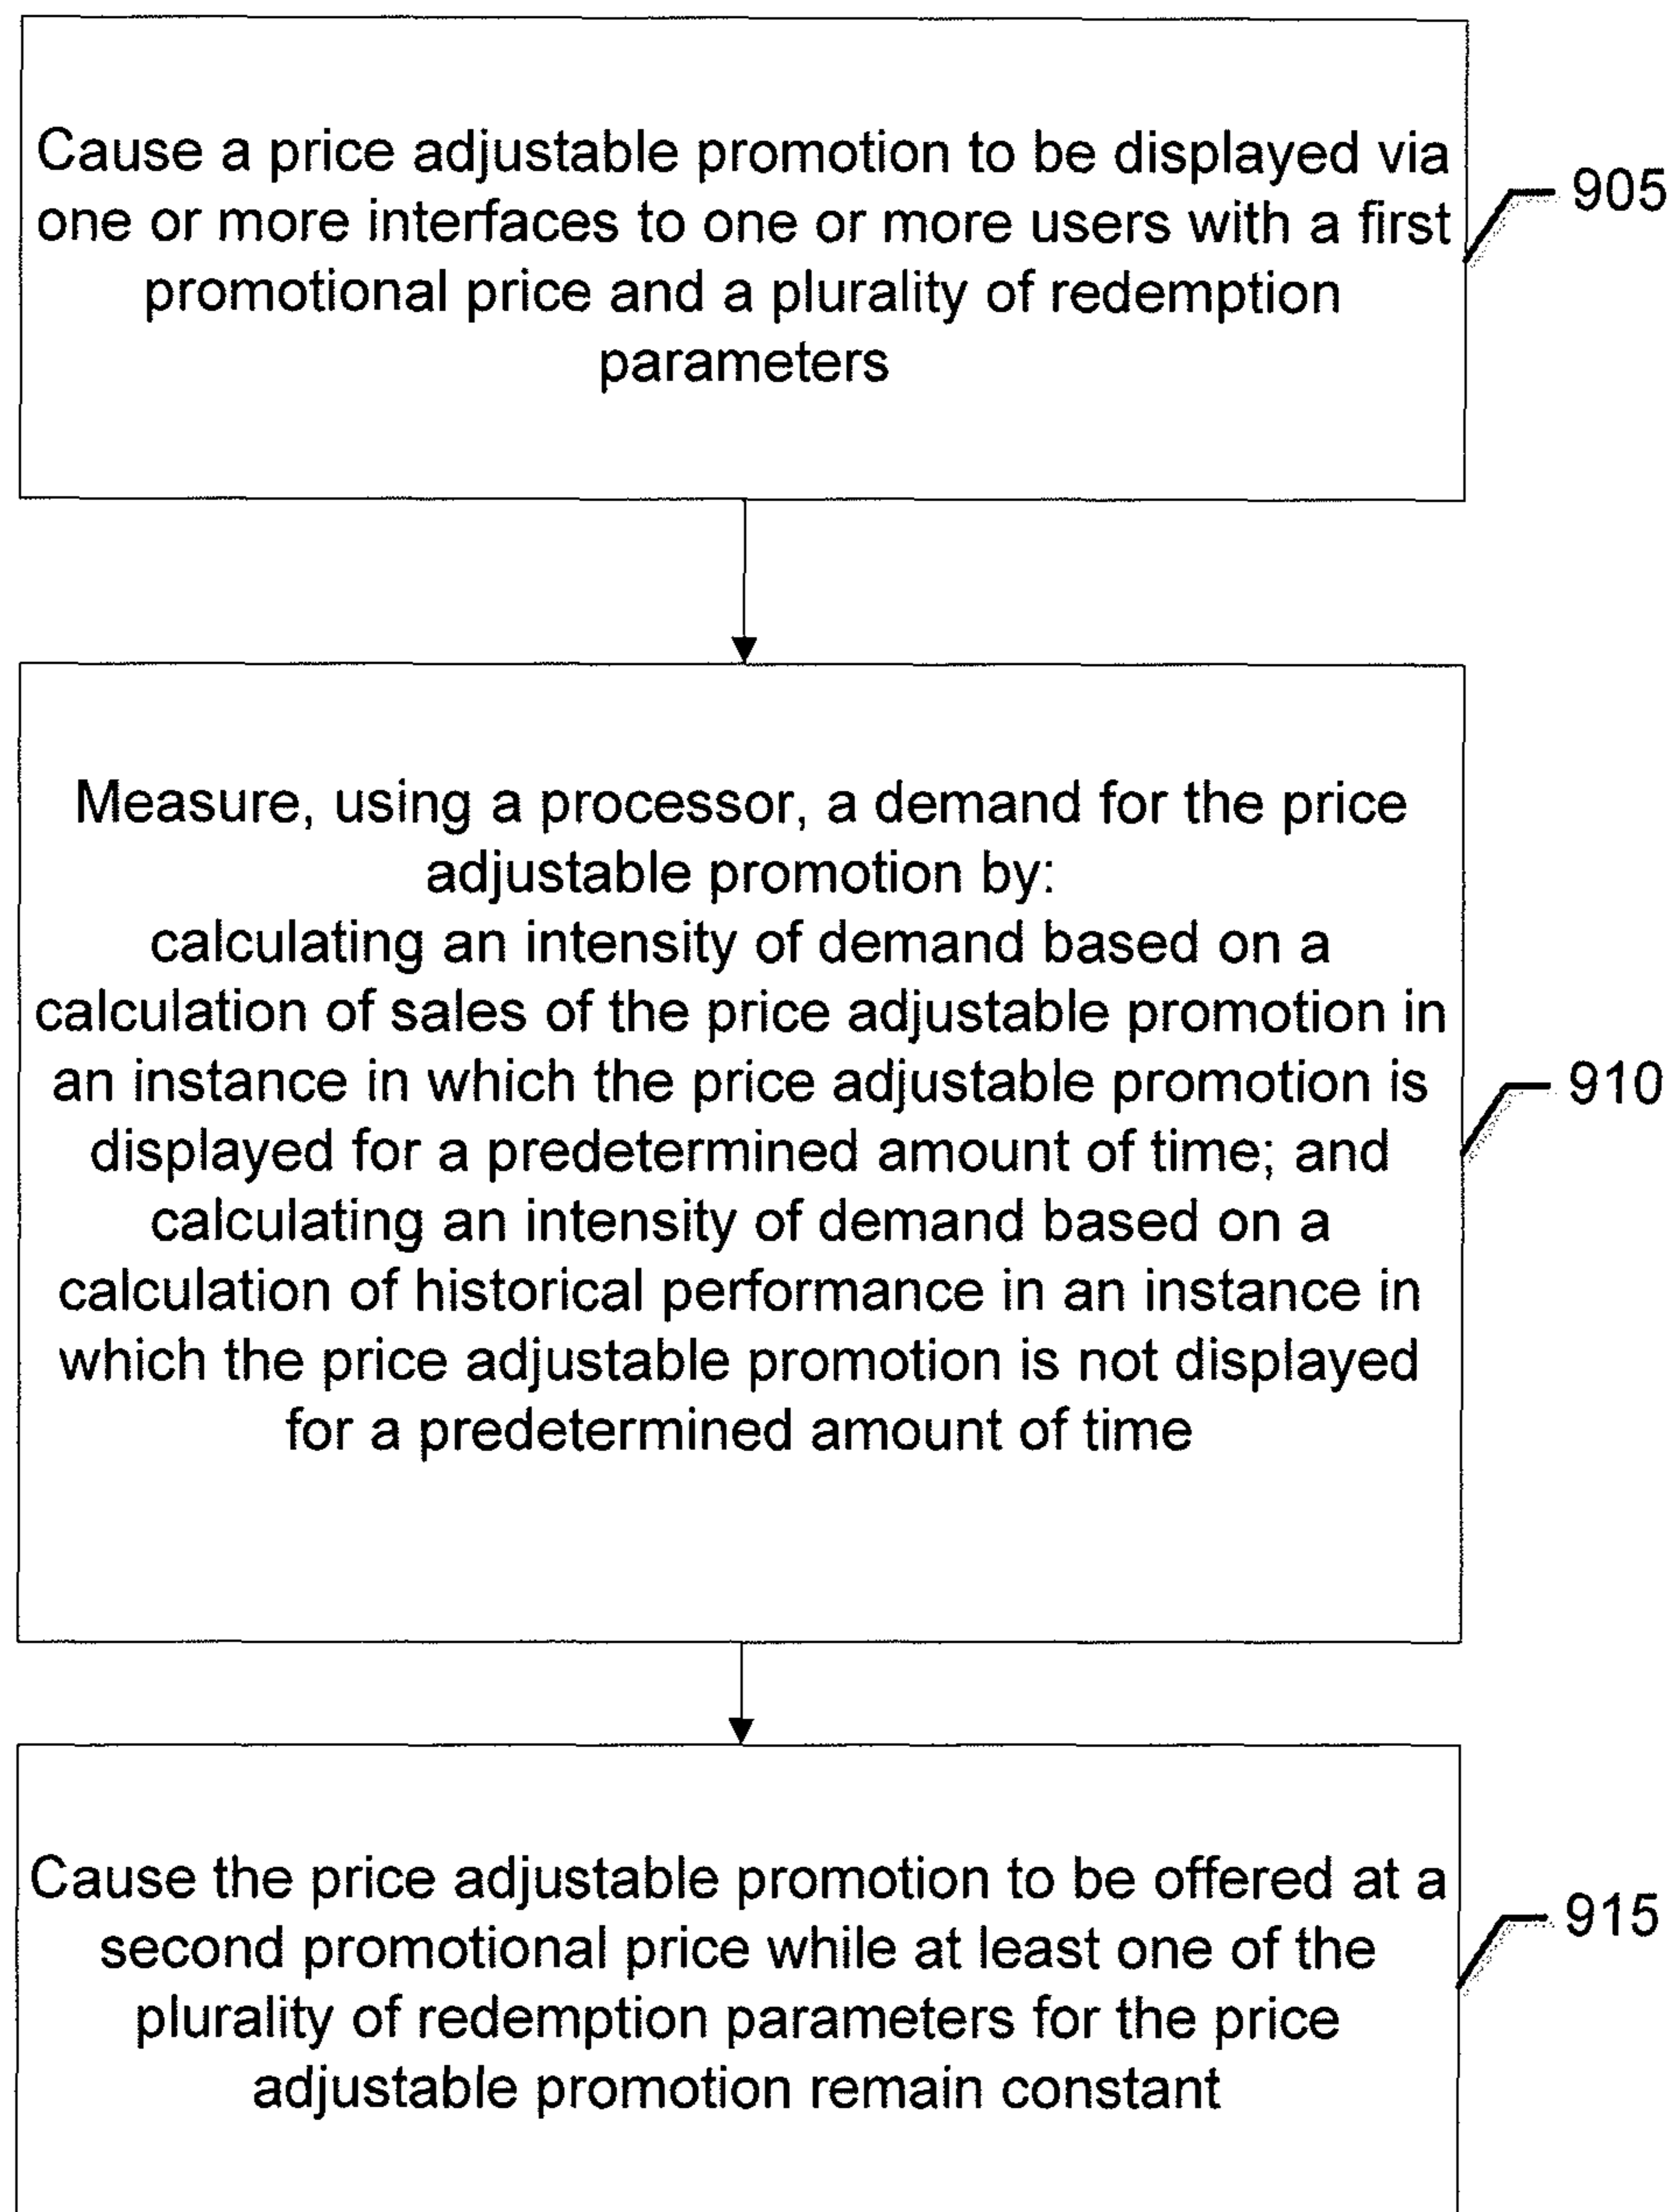 Cause a price adjustable promotion to be displayed via
one or more interfaces to one or more users with a first
promotional price and a plurality of redemption
parameters
905
Measure, using a processor, a demand for the price
adjustable promotion by:
calculating an intensity of demand based on a
calculation of sales of the price adjustable promotion in
an instance in which the price adjustable promotion is
displayed for a predetermined amount of time; and
calculating an intensity of demand based on a
calculation of historical performance in an instance in
which the price adjustable promotion is not displayed
for a predetermined amount of time
910
Cause the price adjustable promotion to be offered at a
second promotional price while at least one of the
plurality of redemption parameters for the price
adjustable promotion remain constant
915